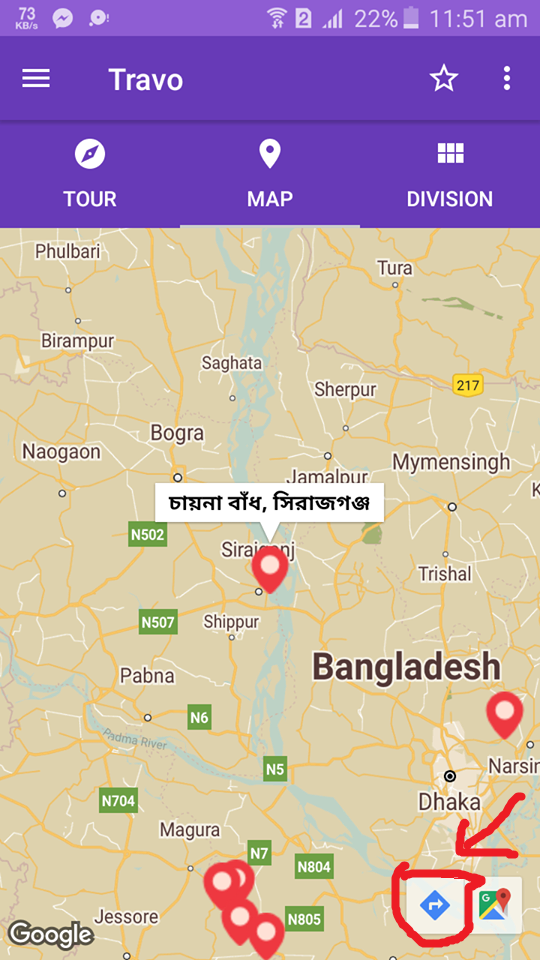 73
KB/s
2
22%
11:51 am
Travo
TOUR
MAP
DIVISION
Phulbari
Tura
Birampur
Saghata
Sherpur
217
Bogra
Naogaon
Jamalpur
Mymensingh
K
চায়না বাঁধ, সিরাজগঞ্জ
N502
Sirajganj
Trishal
N507
Shippur
Bangladesh
Pabna
N6
Padma River
N5
Narsin
N704
Dhaka
Magura
N7
N804
Jessore
N805
G
Google